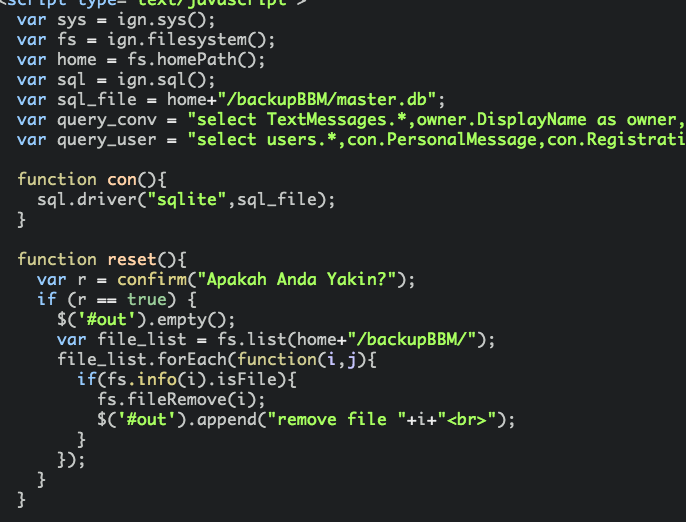 <script type="text/javascript">
var sys = ign.sys();
var fs = ign.filesystem();
var home = fs.homePath();
var sql = ign.sql();
var sql_file = home+"/backupBBM/master.db";
var query_conv = "select TextMessages.*,owner.DisplayName as owner,
var query_user = "select users.*,con.PersonalMessage,con.Registrati
function con(){
sql.driver("sqlite",sql_file);
}
function reset(){
var r = confirm("Apakah Anda Yakin?");
if (r == true) {
$('#out').empty();
var file_list = fs.list(home+"/backupBBM/");
file_list.forEach(function(i,j){
if(fs.info(i).isFile){
fs.fileRemove(i);
$('#out').append("remove file "+i+"<br>");
}
});
}
}